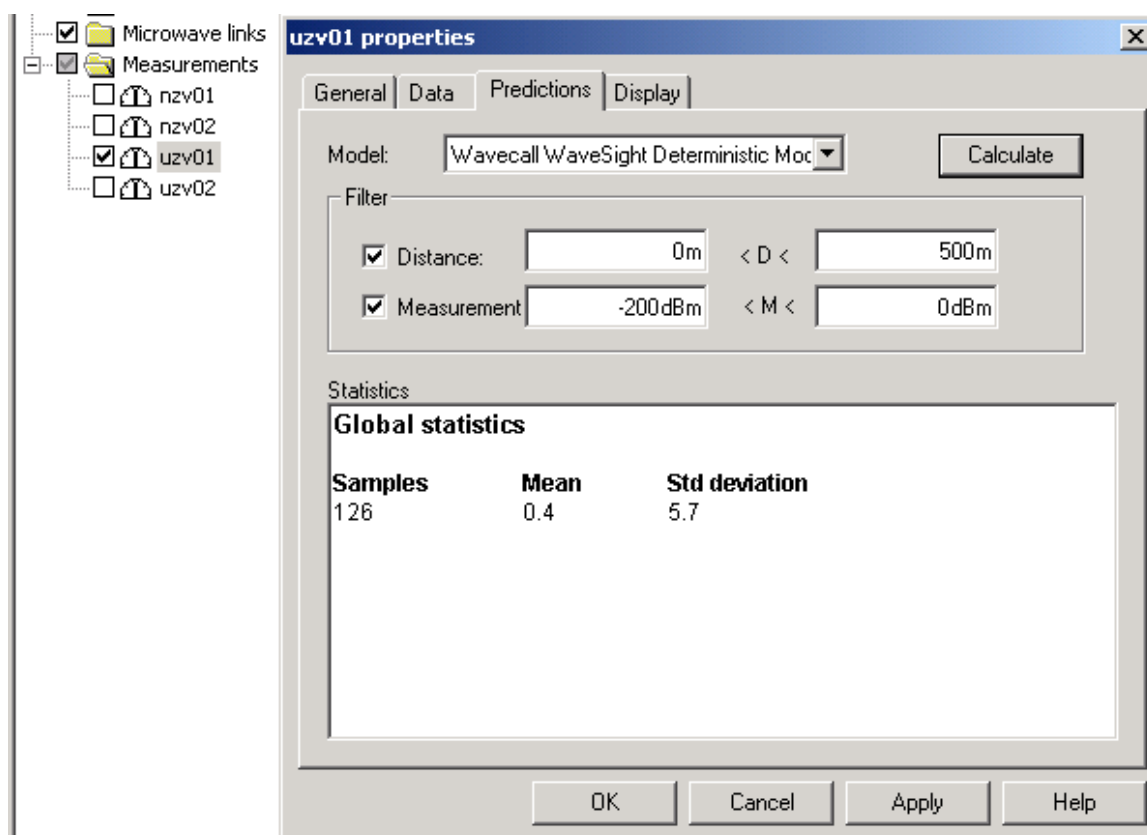 Microwave links
Measurements
nzv01
nzv02
uzv01
uzv02
uzv01 properties
General Data Predictions Display
Model: Wavecall WaveSight Deterministic Moc Calculate
Filter
Distance: 0m < D < 500m
Measurement -200dBm < M < 0dBm
Statistics
Global statistics
Samples Mean Std deviation
126 0.4 5.7
OK Cancel Apply Help